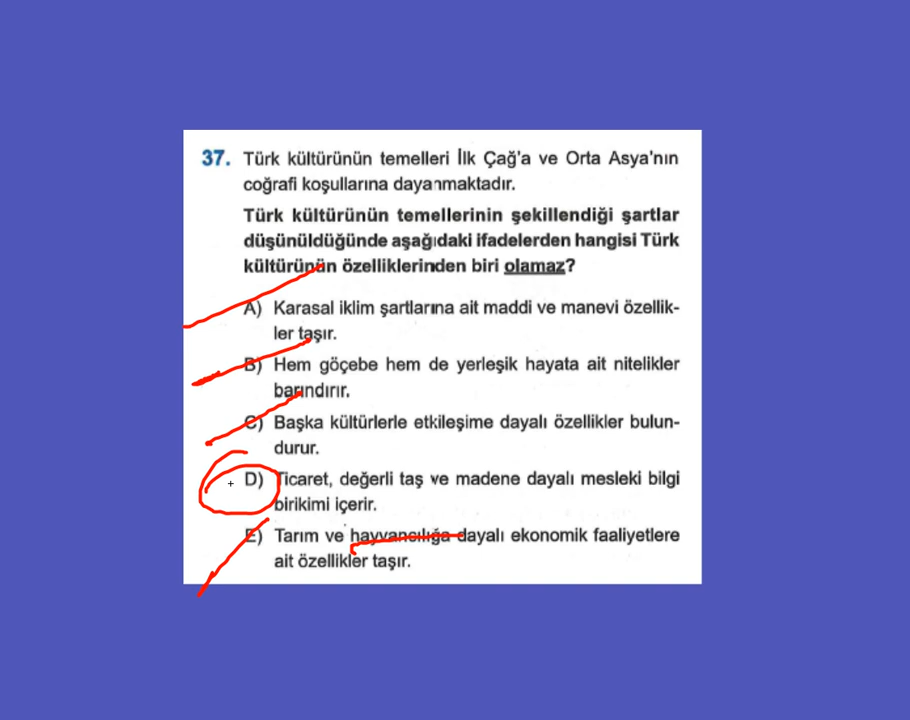 37. Türk kültürünün temelleri İlk Çağ'a ve Orta Asya'nın
coğrafi koşullarına dayanmaktadır.
Türk kültürünün temellerinin şekillendiği şartlar
düşünüldüğünde aşağıdaki ifadelerden hangisi Türk
kültürünün özelliklerinden biri olamaz?
A) Karasal iklim şartlarına ait maddi ve manevi özellik-
ler taşır.
B) Hem göçebe hem de yerleşik hayata ait nitelikler
barındırır.
C) Başka kültürlerle etkileşime dayalı özellikler bulun-
durur.
D) Ticaret, değerli taş ve madene dayalı mesleki bilgi
birikimi içerir.
E) Tarım ve hayvancılığa dayalı ekonomik faaliyetlere
ait özellikler taşır.